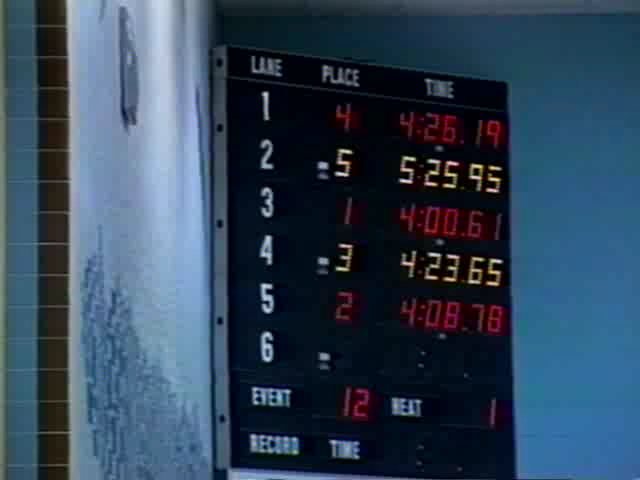 LANE PLACE TIME
1 4 4:26.19
2 5 5:25.95
3 1 4:00.61
4 3 4:23.65
5 2 4:08.78
6
EVENT 12 HEAT 1
RECORD TIME